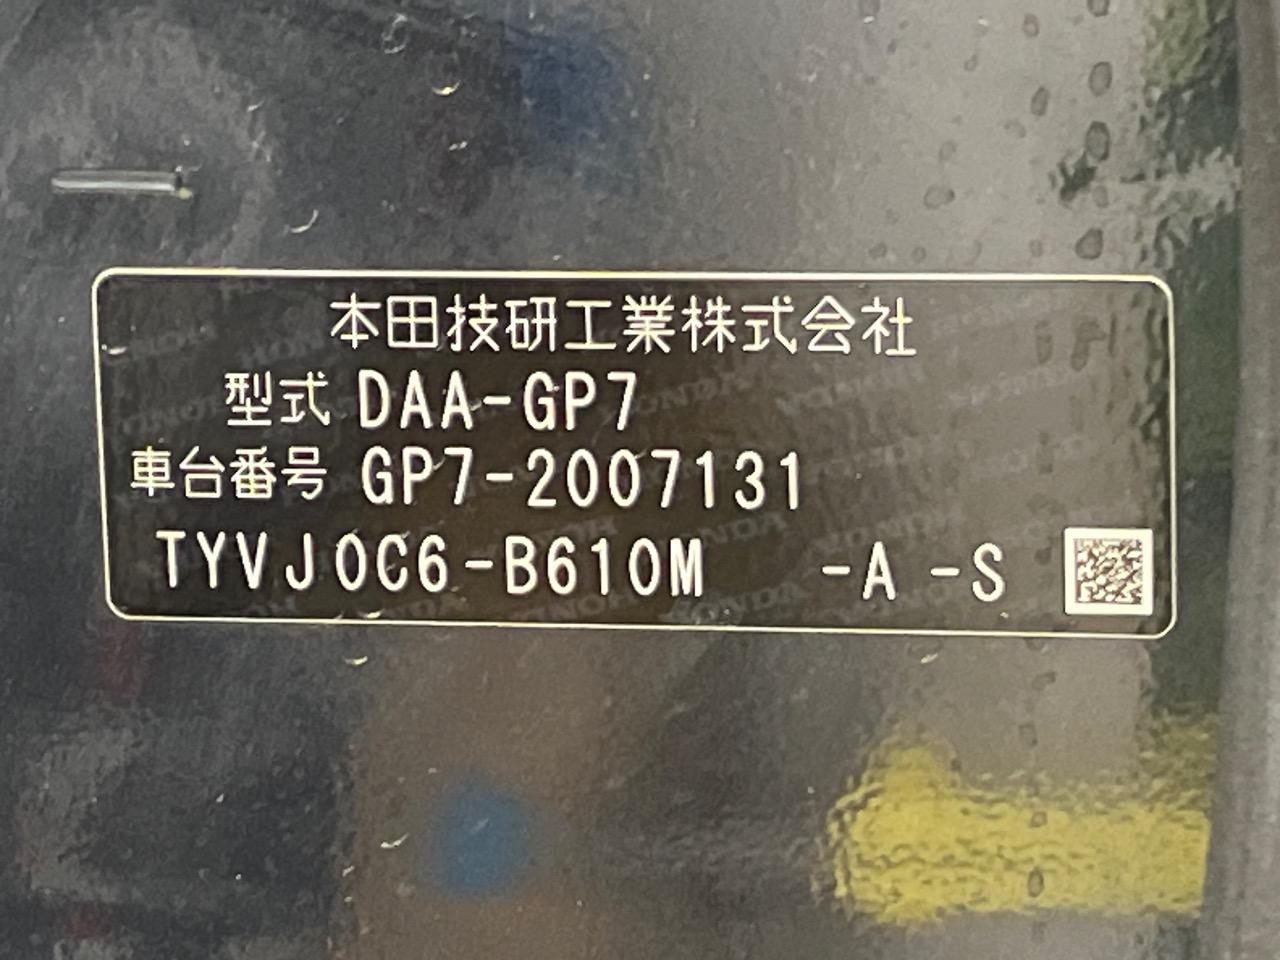 本田技研工業株式会社
型式 DAA-GP7
車台番号 GP7-2007131
TYVJ0C6-B610M -A -S